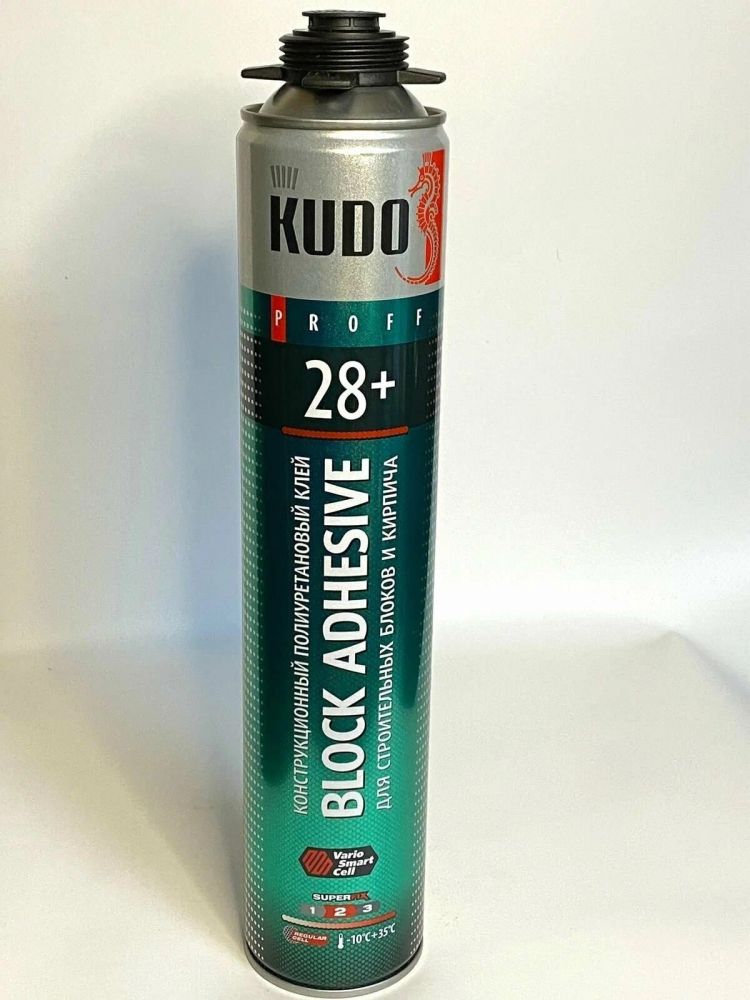 KUDO
PROFF
28+
КОНСТРУКЦИОННЫЙ ПОЛИУРЕТАНОВЫЙ КЛЕЙ
BLOCK ADHESIVE
ДЛЯ СТРОИТЕЛЬНЫХ БЛОКОВ И КИРПИЧА
Vario
Smart
Cell
SUPERFIX
1 2 3
REGULAR
CELL
-10°C +35°C